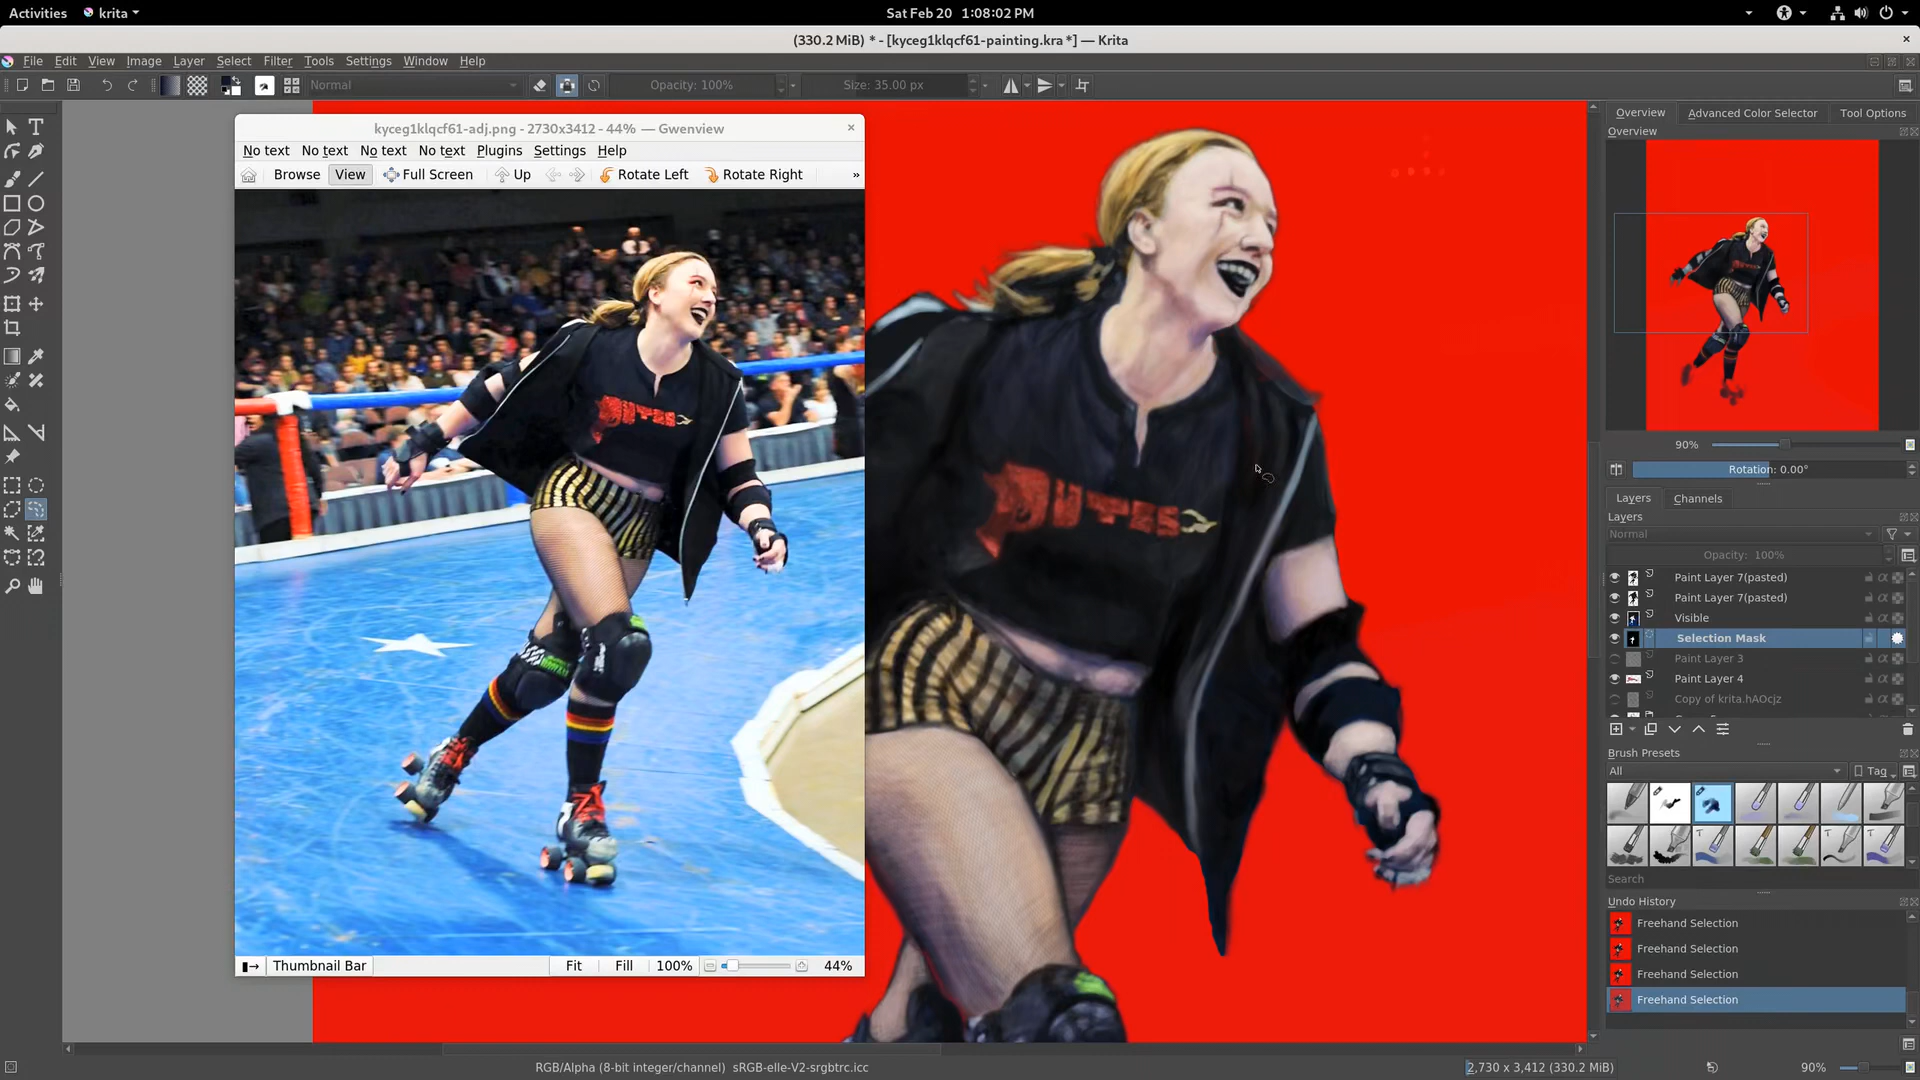 Activities krita Sat Feb 20 1:08:02 PM
(330.2 MiB) * - [kyceg1klqcf61-painting.kra *] — Krita
File Edit View Image Layer Select Filter Tools Settings Window Help
Normal Opacity: 100% Size: 35.00 px
Overview Advanced Color Selector Tool Options
Overview
kyceg1klqcf61-adj.png - 2730x3412 - 44% — Gwenview
No text No text No text No text Plugins Settings Help
Browse View Full Screen Up Rotate Left Rotate Right »
Thumbnail Bar Fit Fill 100% 44%
90%
Rotation: 0.00°
Layers Channels
Layers
Normal
Opacity: 100%
Paint Layer 7(pasted)
Paint Layer 7(pasted)
Visible
Selection Mask
Paint Layer 3
Paint Layer 4
Copy of krita.hAOcjz
Brush Presets
All Tag
Search
Undo History
Freehand Selection
Freehand Selection
Freehand Selection
Freehand Selection
RGB/Alpha (8-bit integer/channel) sRGB-elle-V2-srgbtrc.icc 2,730 x 3,412 (330.2 MiB) 90%